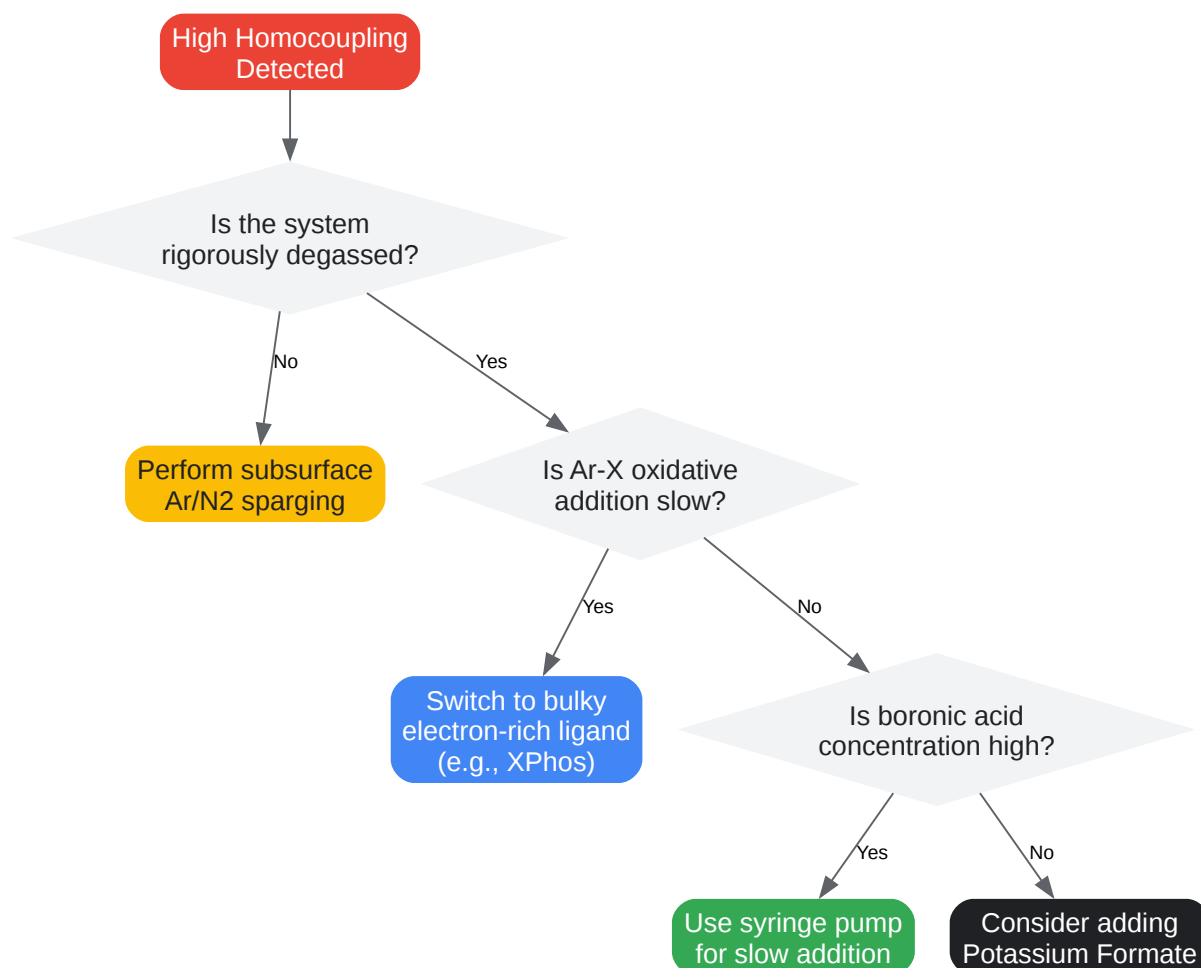 High Homocoupling
Detected
Is the system
rigorously degassed?
No
Yes
Perform subsurface
Ar/N2 sparging
Is Ar-X oxidative
addition slow?
Yes
No
Switch to bulky
electron-rich ligand
(e.g., XPhos)
Is boronic acid
concentration high?
Yes
No
Use syringe pump
for slow addition
Consider adding
Potassium Formate